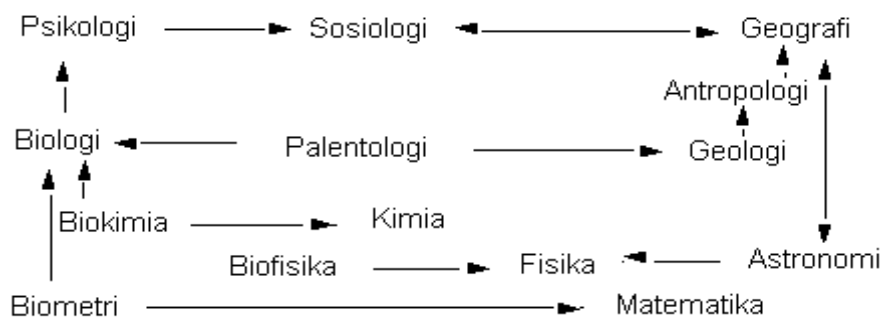 Psikologi Sosiologi Geografi
Antropologi
Biologi Palentologi Geologi
Biokimia Kimia
Biofisika Fisika Astronomi
Biometri Matematika